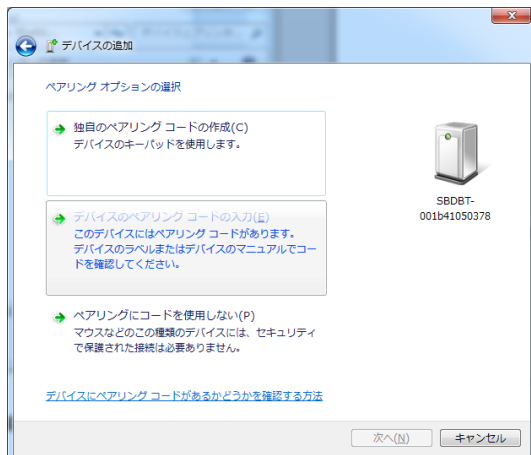 デバイスの追加
ペアリング オプションの選択
独自のペアリング コードの作成(C)
デバイスのキーパッドを使用します。
デバイスのペアリング コードの入力(E)
このデバイスにはペアリング コードがあります。
デバイスのラベルまたはデバイスのマニュアルでコー
ドを確認してください。
ペアリングにコードを使用しない(P)
マウスなどのこの種類のデバイスには、セキュリティ
で保護された接続は必要ありません。
SBDBT-
001b41050378
デバイスにペアリング コードがあるかどうかを確認する方法
次へ(N)
キャンセル